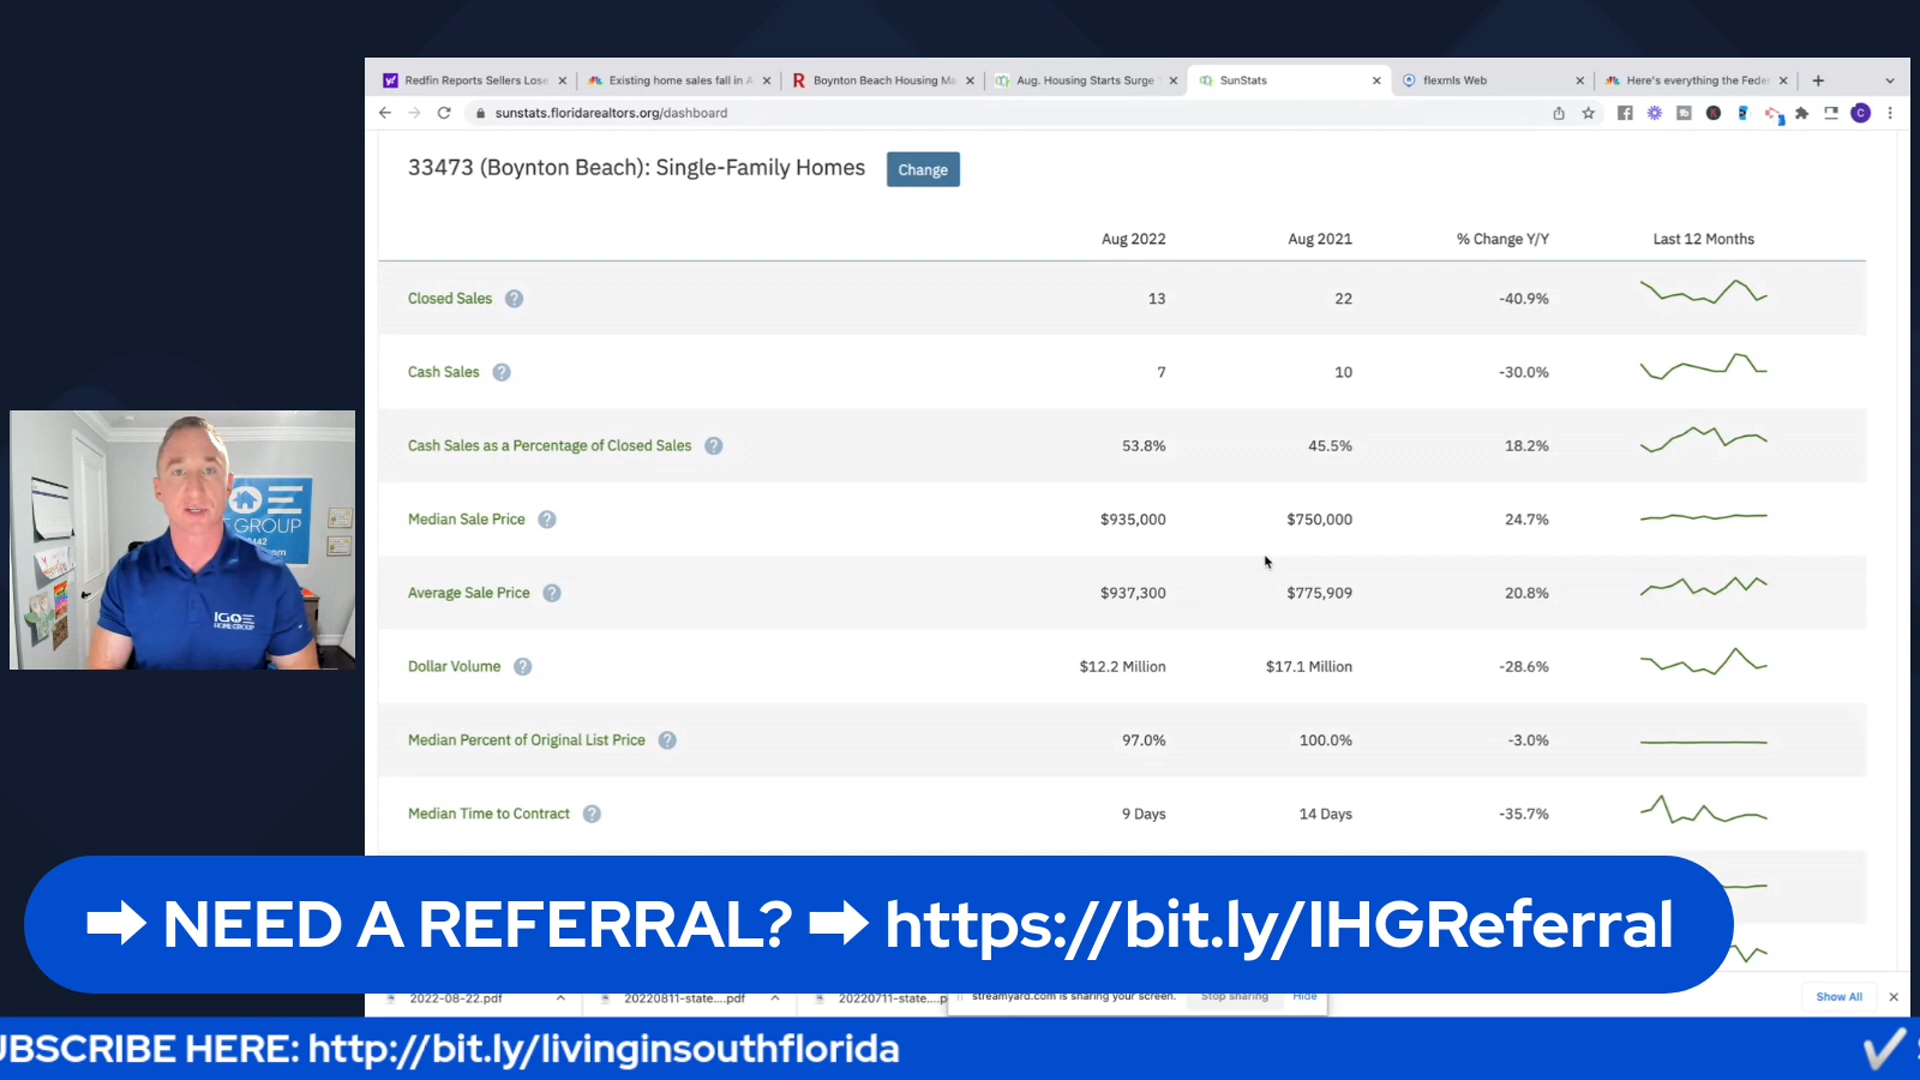 Redfin Reports Sellers Lose
Existing home sales fall in A
Boynton Beach Housing Ma
Aug. Housing Starts Surge
SunStats
flexmls Web
Here's everything the Feder
sunstats.floridarealtors.org/dashboard
33473 (Boynton Beach): Single-Family Homes
Change
Aug 2022 Aug 2021 % Change Y/Y Last 12 Months
Closed Sales ? 13 22 -40.9%
Cash Sales ? 7 10 -30.0%
Cash Sales as a Percentage of Closed Sales ? 53.8% 45.5% 18.2%
Median Sale Price ? $935,000 $750,000 24.7%
Average Sale Price ? $937,300 $775,909 20.8%
Dollar Volume ? $12.2 Million $17.1 Million -28.6%
Median Percent of Original List Price ? 97.0% 100.0% -3.0%
Median Time to Contract ? 9 Days 14 Days -35.7%
GROUP
IGOE
HOME GROUP
➡ NEED A REFERRAL? ➡ https://bit.ly/IHGReferral
2022-08-22.pdf
20220811-state....pdf
20220711-state....p
streamyard.com is sharing your screen.
Stop sharing
Hide
Show All
UBSCRIBE HERE: http://bit.ly/livinginsouthflorida